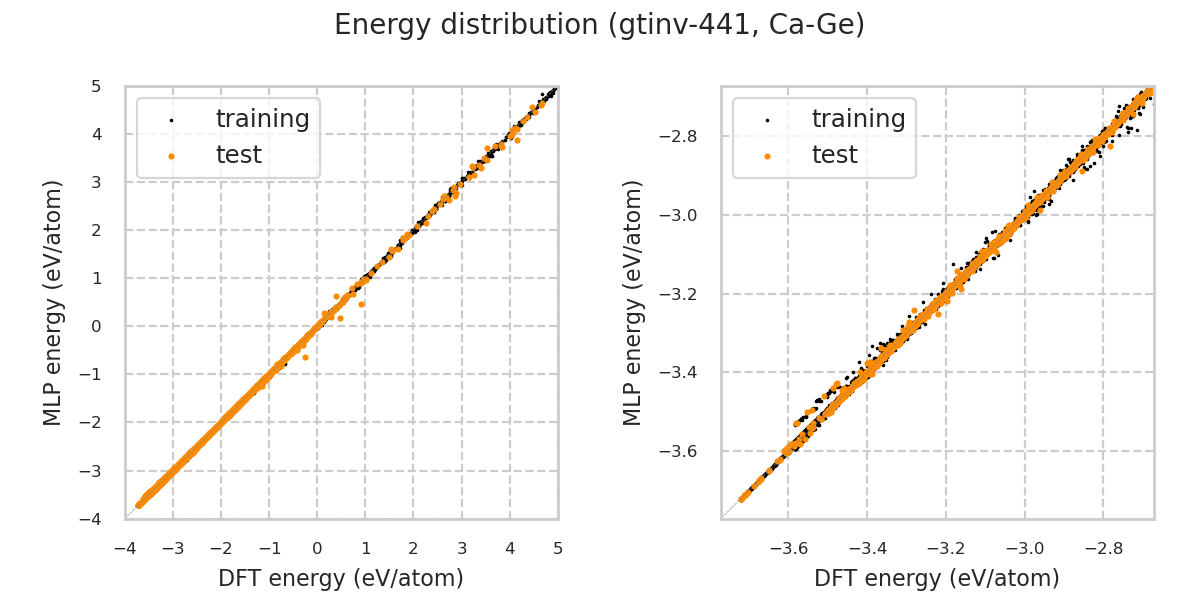 Energy distribution (gtinv-441, Ca-Ge)
MLP energy (eV/atom)
5
4
3
2
1
0
−1
−2
−3
−4
training
test
−4 −3 −2 −1 0 1 2 3 4 5
DFT energy (eV/atom)
MLP energy (eV/atom)
−2.8
−3.0
−3.2
−3.4
−3.6
training
test
−3.6 −3.4 −3.2 −3.0 −2.8
DFT energy (eV/atom)